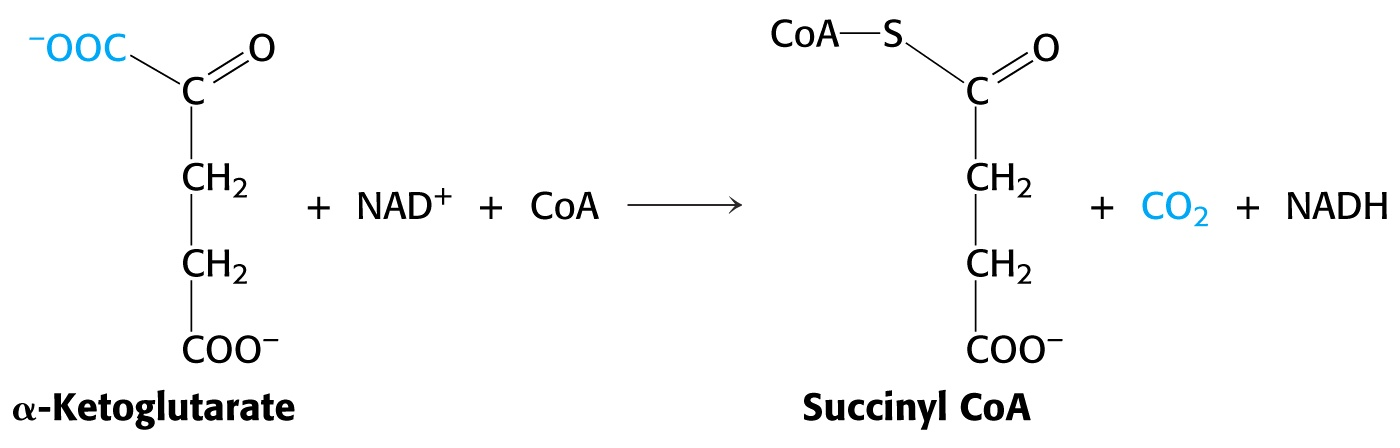 ⁻OOC O
C
CH₂
CH₂
COO⁻
α-Ketoglutarate
+ NAD⁺ + CoA
CoA—S O
C
CH₂
CH₂
COO⁻
Succinyl CoA
+ CO₂ + NADH